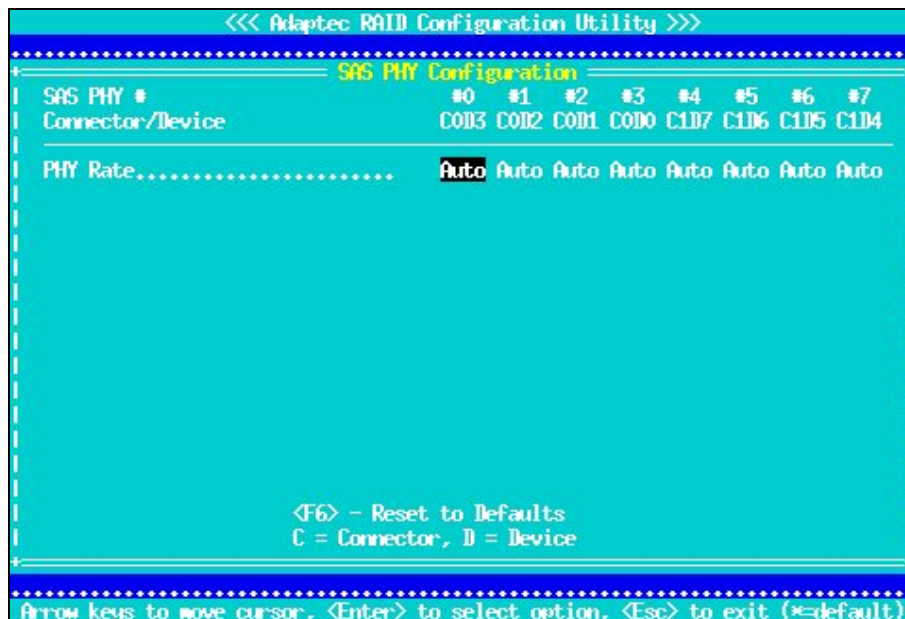 <<< Adaptec RAID Configuration Utility >>>
SAS PHY Configuration
SAS PHY # #0 #1 #2 #3 #4 #5 #6 #7
Connector/Device C0D3 C0D2 C0D1 C0D0 C1D7 C1D6 C1D5 C1D4
PHY Rate........................ Auto Auto Auto Auto Auto Auto Auto Auto
<F6> - Reset to Defaults
C = Connector, D = Device
Arrow keys to move cursor, <Enter> to select option, <Esc> to exit (*=default)